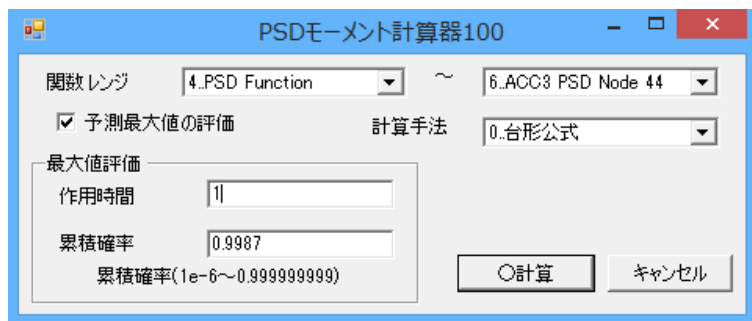 PSDモーメント計算器100
関数レンジ 4..PSD Function ～ 6..ACC3 PSD Node 44
予測最大値の評価 計算手法 0..台形公式
最大値評価
作用時間 1
累積確率 0.9987
累積確率(1e-6～0.999999999)
○計算 キャンセル